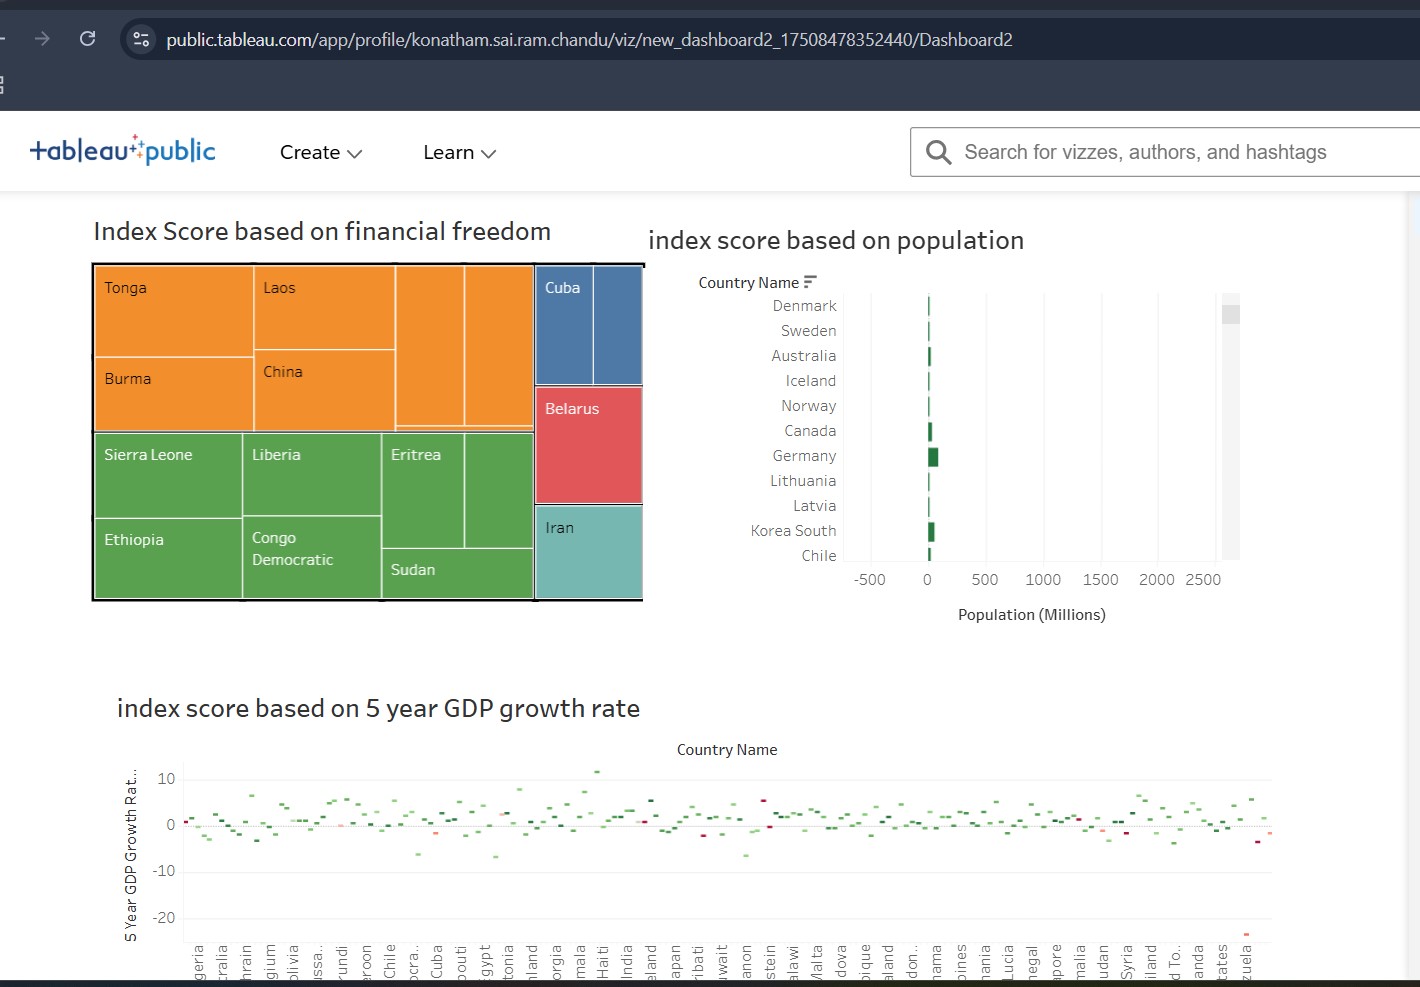 public.tableau.com/app/profile/konatham.sai.ram.chandu/viz/new_dashboard2_17508478352440/Dashboard2
tableau public
Create
Learn
Search for vizzes, authors, and hashtags
Index Score based on financial freedom
Tonga
Laos
Cuba
Burma
China
Belarus
Sierra Leone
Liberia
Eritrea
Iran
Ethiopia
Congo
Democratic
Sudan
index score based on population
Country Name
Denmark
Sweden
Australia
Iceland
Norway
Canada
Germany
Lithuania
Latvia
Korea South
Chile
-500 0 500 1000 1500 2000 2500
Population (Millions)
index score based on 5 year GDP growth rate
Country Name
5 Year GDP Growth Rat...
10
0
-10
-20
geria
ralia
hrain
gium
olivia
ussa..
rundi
eroon
Chile
ocra..
Cuba
outi
gypt
tonia
iland
orgia
mala
Haiti
India
eland
apan
ribati
uwait
anon
stein
alawi
Malta
dova
bique
aland
don..
nama
pines
nania
Lucia
negal
apore
malia
udan
Syria
iland
d To..
anda
tates
zuela